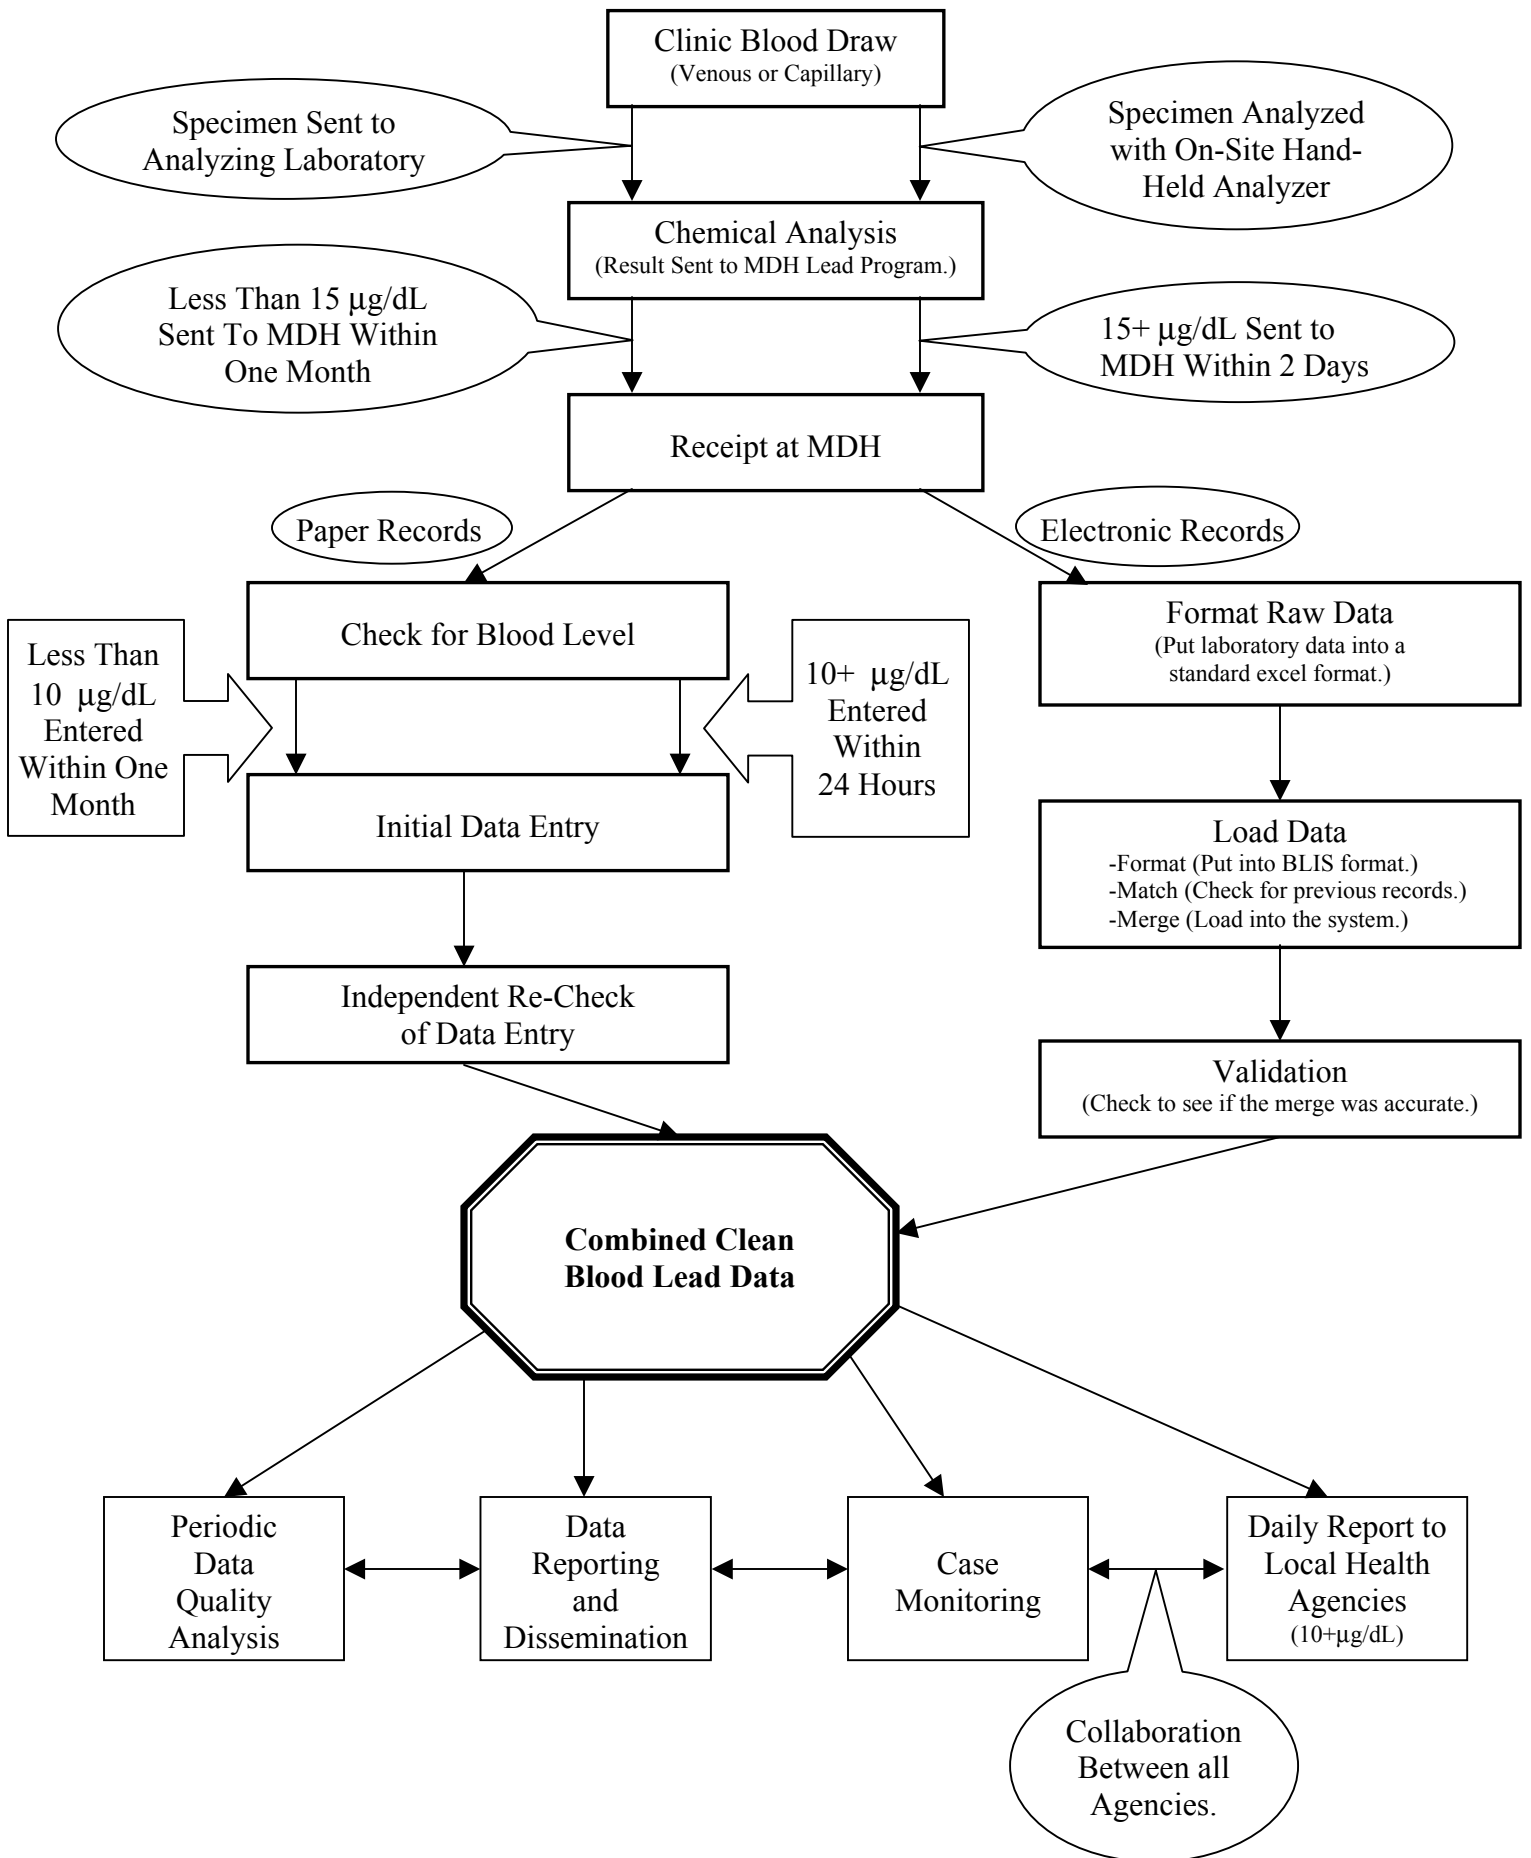 Clinic Blood Draw
(Venous or Capillary)
Specimen Sent to
Analyzing Laboratory
Specimen Analyzed
with On-Site Hand-
Held Analyzer
Chemical Analysis
(Result Sent to MDH Lead Program.)
Less Than 15 µg/dL
Sent To MDH Within
One Month
15+ µg/dL Sent to
MDH Within 2 Days
Receipt at MDH
Paper Records
Electronic Records
Check for Blood Level
Less Than
10 µg/dL
Entered
Within One
Month
10+ µg/dL
Entered
Within
24 Hours
Initial Data Entry
Independent Re-Check
of Data Entry
Format Raw Data
(Put laboratory data into a
standard excel format.)
Load Data
-Format (Put into BLIS format.)
-Match (Check for previous records.)
-Merge (Load into the system.)
Validation
(Check to see if the merge was accurate.)
Combined Clean
Blood Lead Data
Periodic
Data
Quality
Analysis
Data
Reporting
and
Dissemination
Case
Monitoring
Daily Report to
Local Health
Agencies
(10+µg/dL)
Collaboration
Between all
Agencies.